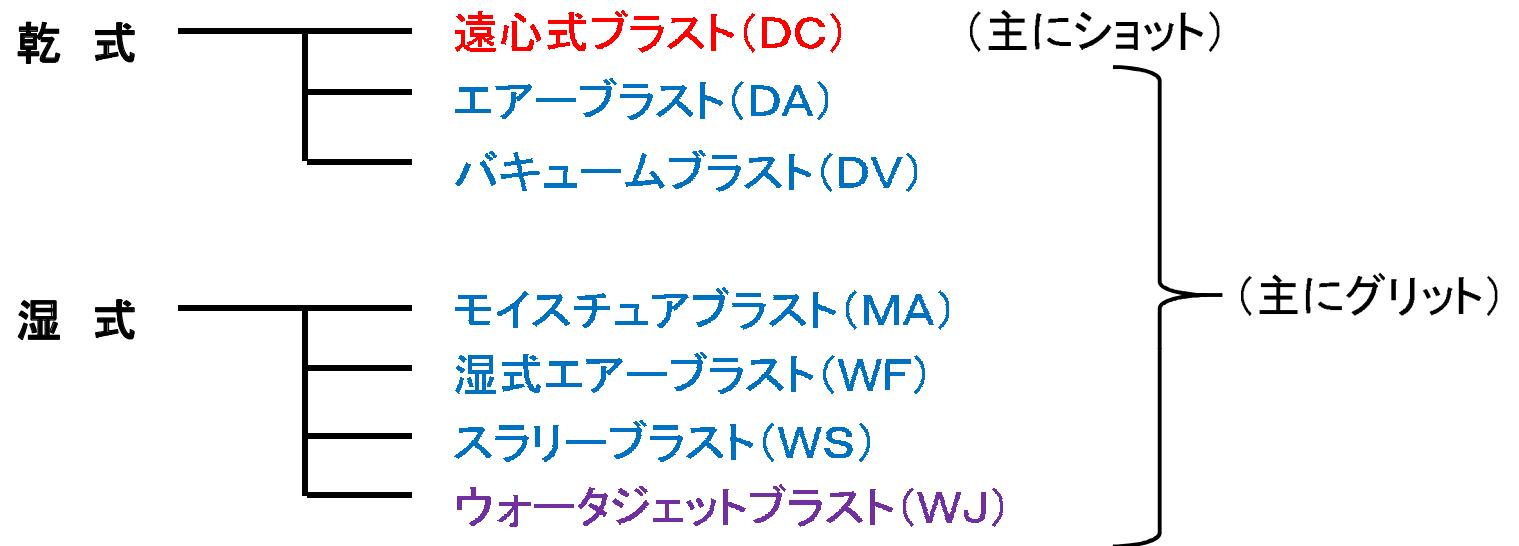 乾 式 遠心式ブラスト(DC) (主にショット)
エアーブラスト(DA)
バキュームブラスト(DV)
(主にグリット)
湿 式 モイスチュアブラスト(MA)
湿式エアーブラスト(WF)
スラリーブラスト(WS)
ウォータジェットブラスト(WJ)